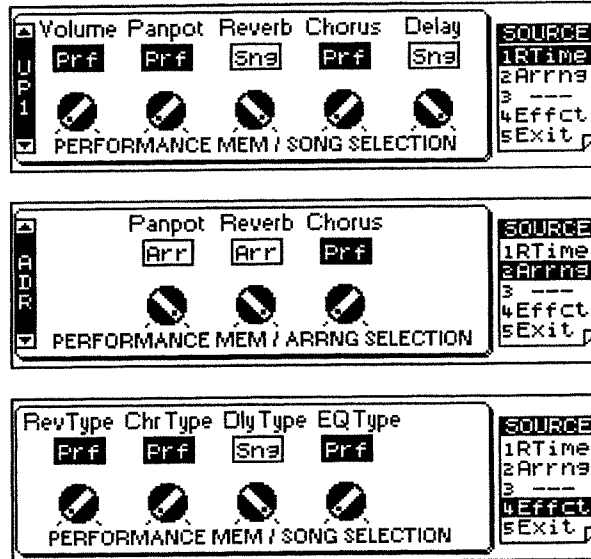 Volume Panpot Reverb Chorus Delay
Prf Prf Sng Prf Sng
UP1
PERFORMANCE MEM / SONG SELECTION
SOURCE
1RTime
2Arrng
3 ---
4Effct
5Exit
Panpot Reverb Chorus
Arr Arr Prf
ADR
PERFORMANCE MEM / ARRNG SELECTION
SOURCE
1RTime
2Arrng
3 ---
4Effct
5Exit
RevType ChrType DlyType EQType
Prf Prf Sng Prf
PERFORMANCE MEM / SONG SELECTION
SOURCE
1RTime
2Arrng
3 ---
4Effct
5Exit